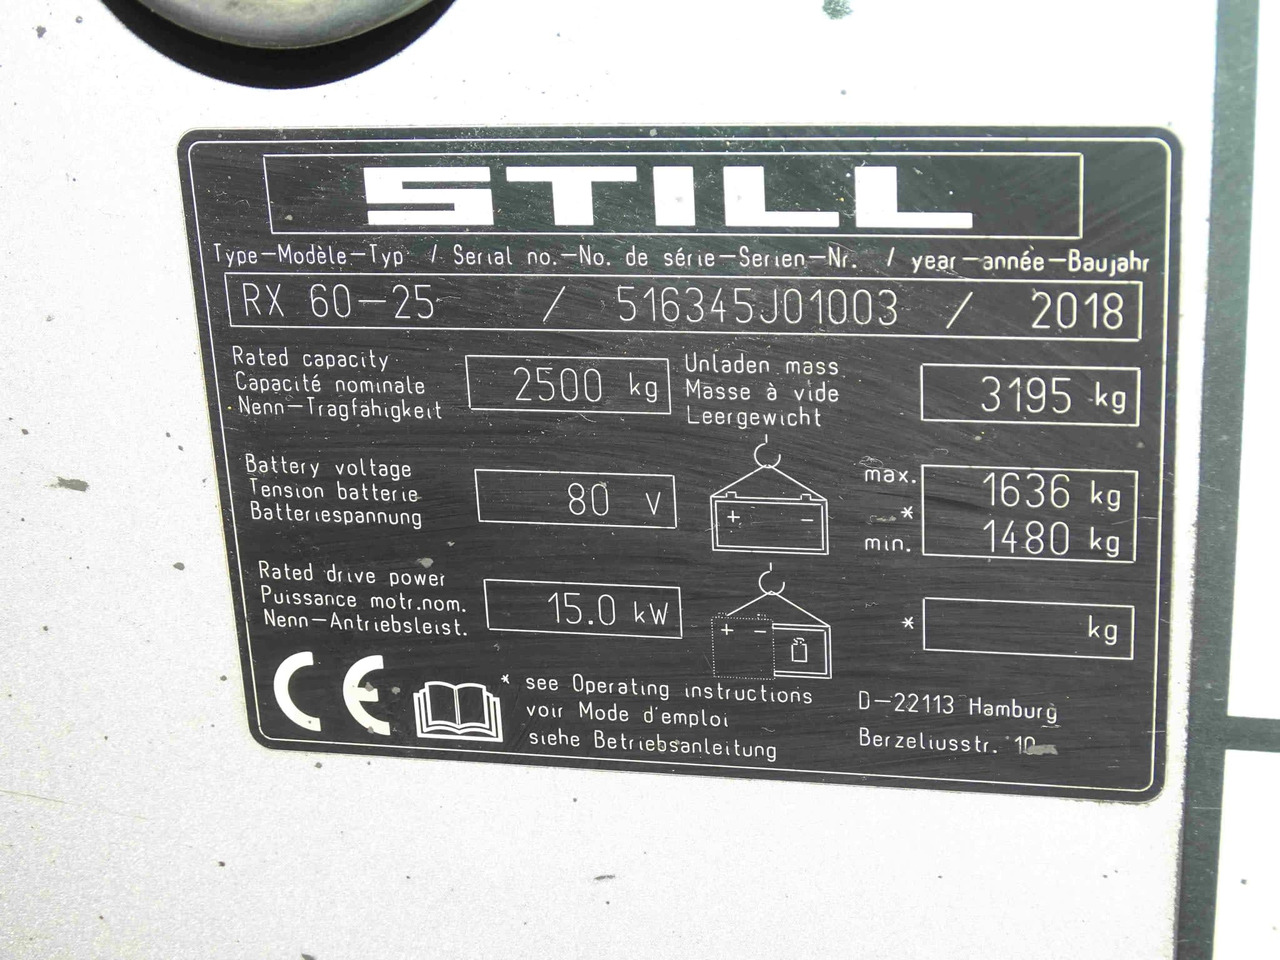 STILL
Type-Modèle-Typ / Serial no.-No. de série-Serien-Nr. / year-année-Baujahr
RX 60-25 / 516345J01003 / 2018
Rated capacity
Capacité nominale
Nenn-Tragfähigkeit
2500 kg
Unladen mass
Masse à vide
Leergewicht
3195 kg
Battery voltage
Tension batterie
Batteriespannung
80 V
+ -
max. 1636 kg
*
min. 1480 kg
Rated drive power
Puissance motr.nom.
Nenn-Antriebsleist.
15.0 kW
+ -
* kg
CE
* see Operating instructions
voir Mode d'emploi
siehe Betriebsanleitung
D-22113 Hamburg
Berzeliusstr. 10